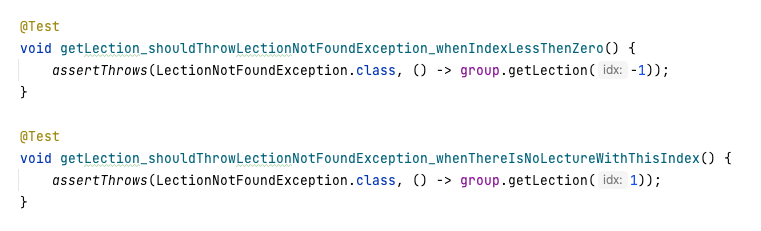 @Test
void getLection_shouldThrowLectionNotFoundException_whenIndexLessThenZero() {
    assertThrows(LectionNotFoundException.class, () -> group.getLection( idx: -1));
}
@Test
void getLection_shouldThrowLectionNotFoundException_whenThereIsNoLectureWithThisIndex() {
    assertThrows(LectionNotFoundException.class, () -> group.getLection( idx: 1));
}